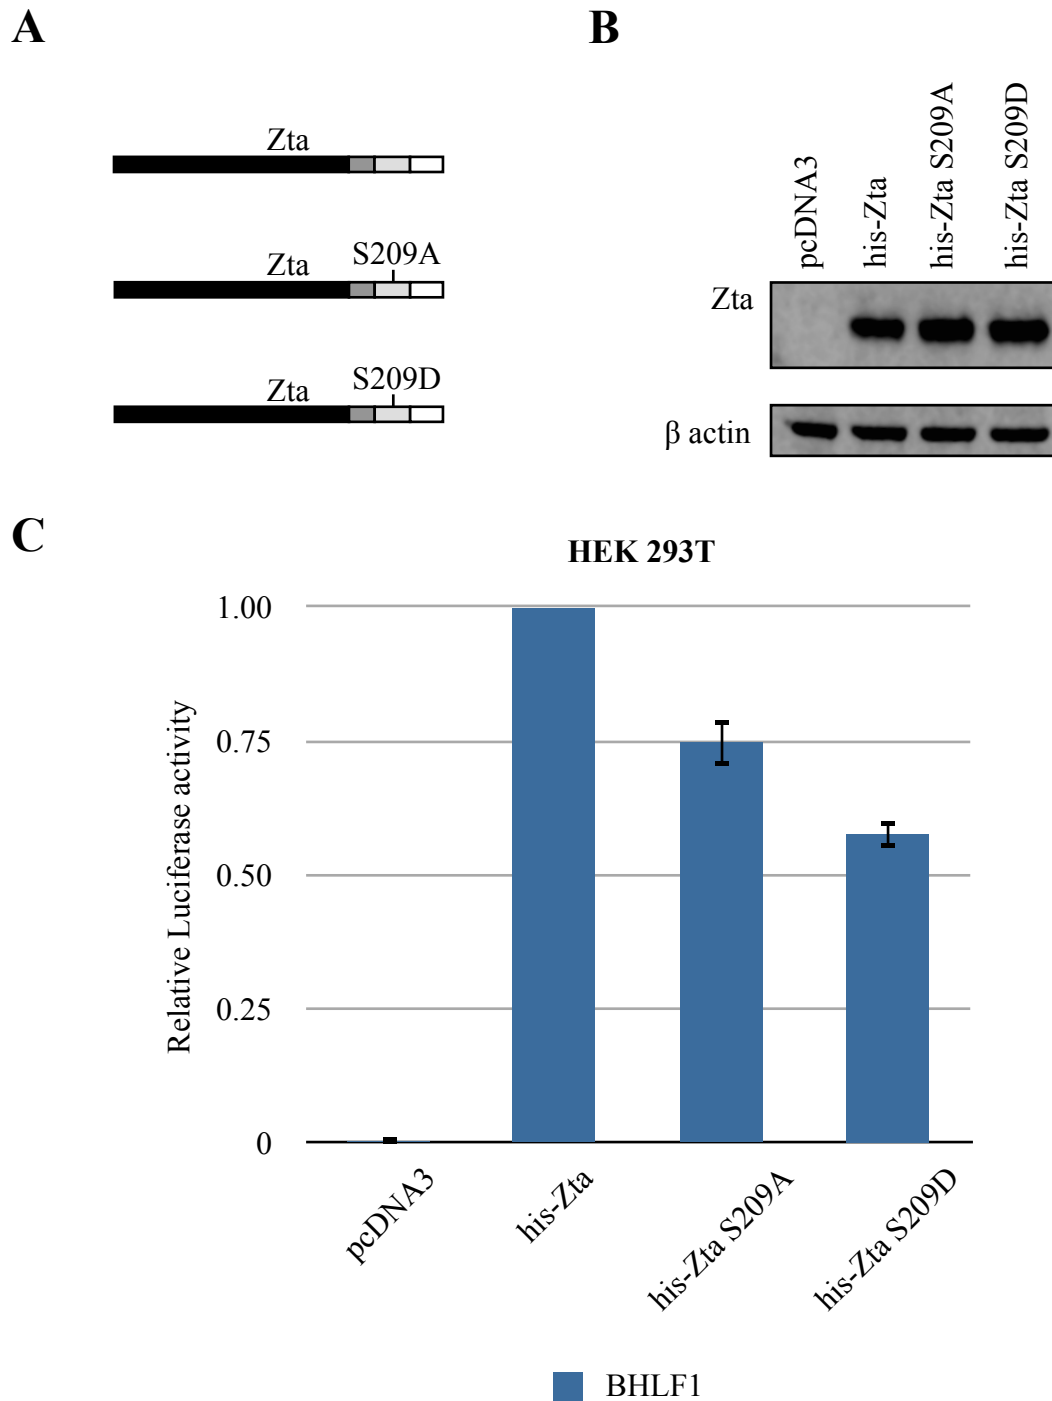 A
Zta
Zta
S209A
Zta
S209D
B
pcDNA3
his-Zta
his-Zta S209A
his-Zta S209D
Zta
β actin
C
HEK 293T
Relative Luciferase activity
1.00
0.75
0.50
0.25
0
pcDNA3
his-Zta
his-Zta S209A
his-Zta S209D
BHLF1